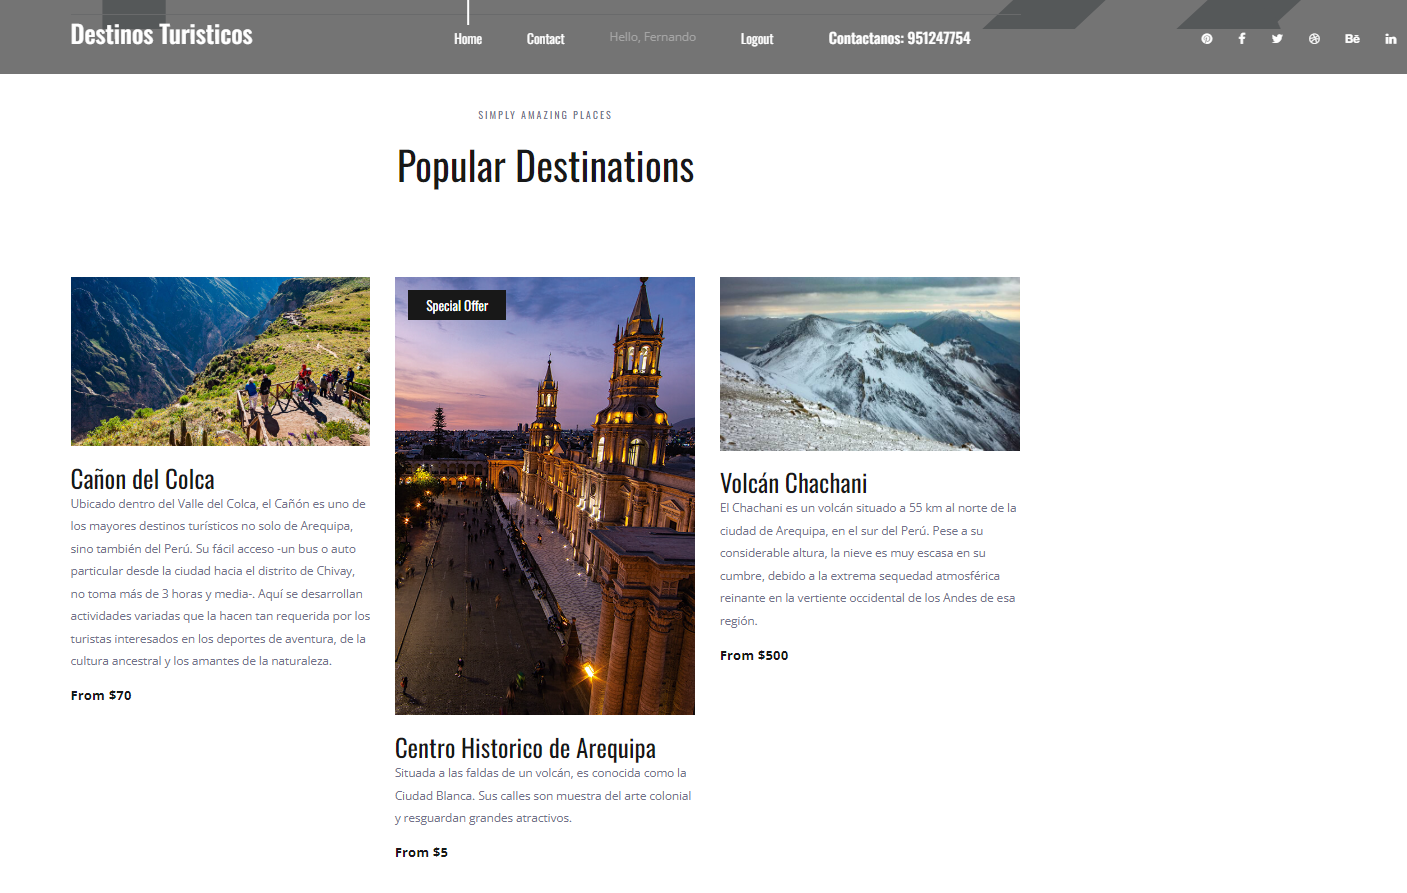 Destinos Turisticos
Home
Contact
Hello, Fernando
Logout
Contactanos: 951247754
Bē
in
SIMPLY AMAZING PLACES
Popular Destinations
Cañon del Colca
Ubicado dentro del Valle del Colca, el Cañón es uno de
los mayores destinos turísticos no solo de Arequipa,
sino también del Perú. Su fácil acceso -un bus o auto
particular desde la ciudad hacia el distrito de Chivay,
no toma más de 3 horas y media-. Aquí se desarrollan
actividades variadas que la hacen tan requerida por los
turistas interesados en los deportes de aventura, de la
cultura ancestral y los amantes de la naturaleza.
From $70
Special Offer
Centro Historico de Arequipa
Situada a las faldas de un volcán, es conocida como la
Ciudad Blanca. Sus calles son muestra del arte colonial
y resguardan grandes atractivos.
From $5
Volcán Chachani
El Chachani es un volcán situado a 55 km al norte de la
ciudad de Arequipa, en el sur del Perú. Pese a su
considerable altura, la nieve es muy escasa en su
cumbre, debido a la extrema sequedad atmosférica
reinante en la vertiente occidental de los Andes de esa
región.
From $500